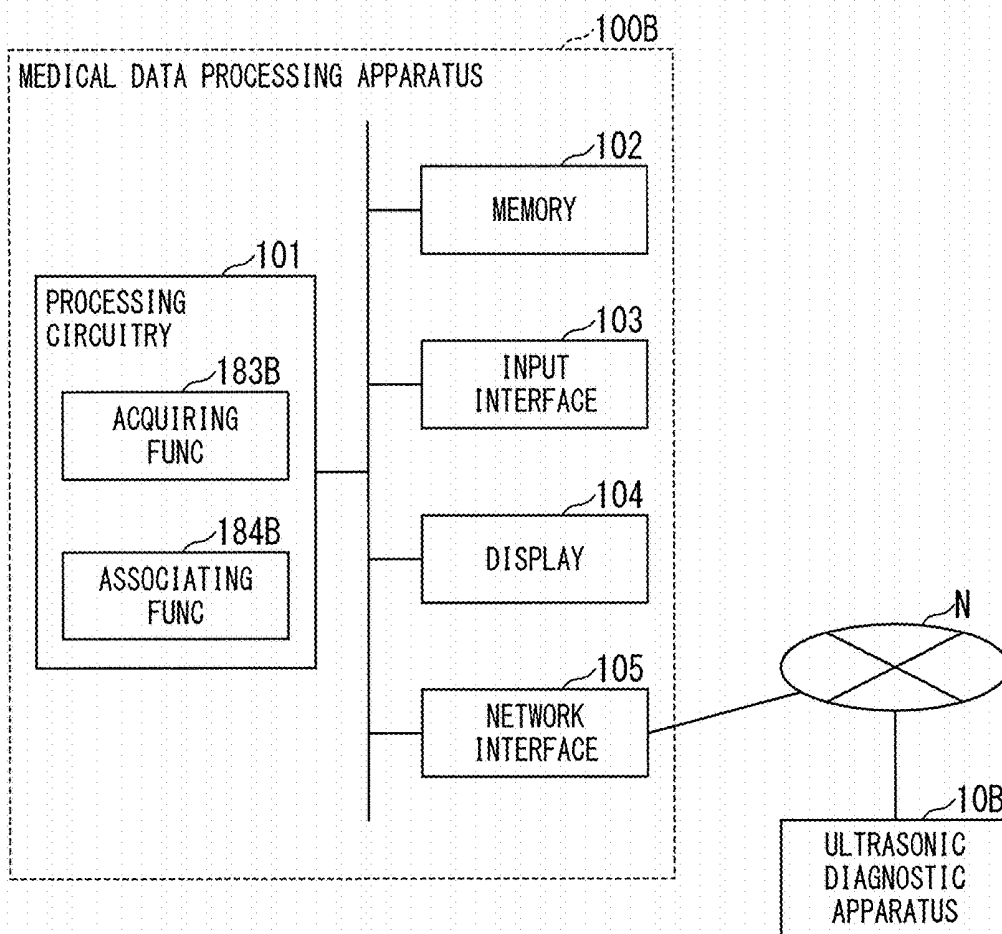 100B
MEDICAL DATA PROCESSING APPARATUS
102
MEMORY
101
PROCESSING
CIRCUITRY
103
INPUT
INTERFACE
183B
ACQUIRING
FUNC
104
DISPLAY
184B
ASSOCIATING
FUNC
N
105
NETWORK
INTERFACE
10B
ULTRASONIC
DIAGNOSTIC
APPARATUS